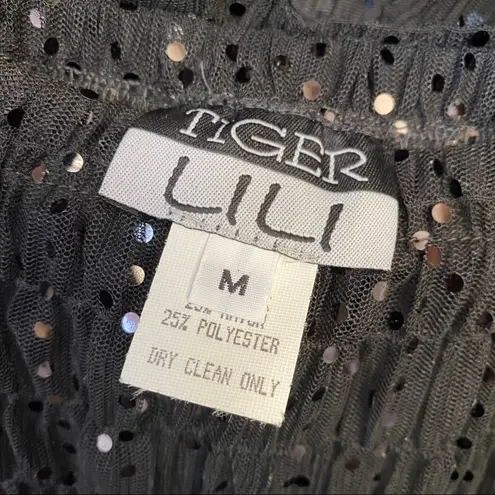 TIGER
LILI
M
25% POLYESTER
DRY CLEAN ONLY